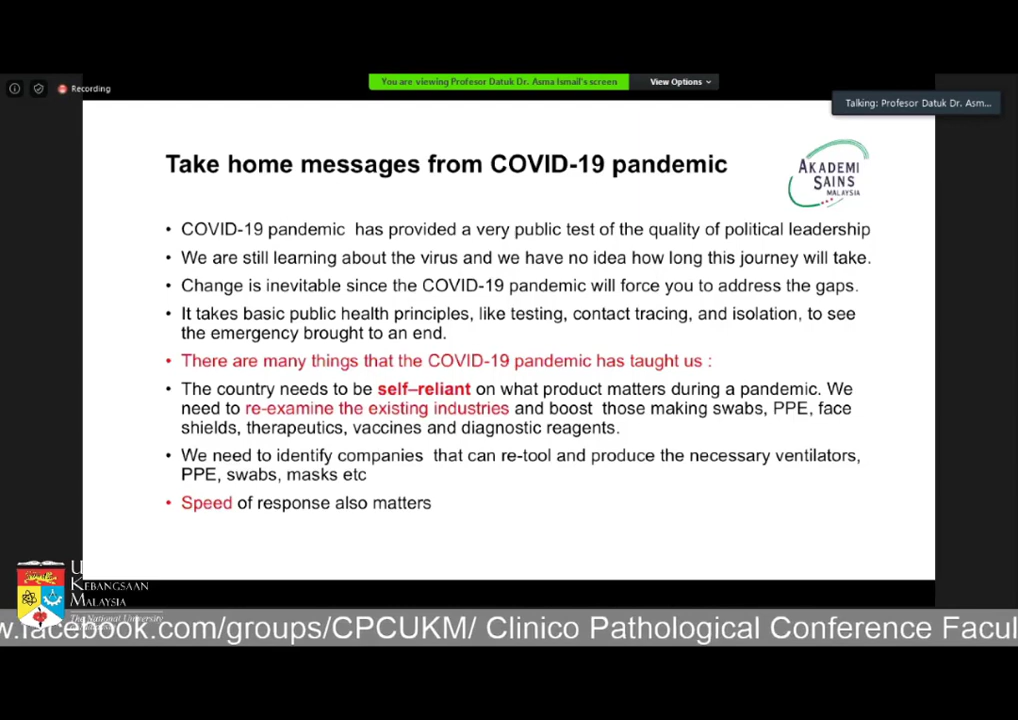 You are viewing Profesor Datuk Dr. Asma Ismail's screen
View Options
Recording
Talking: Profesor Datuk Dr. Asm...
Take home messages from COVID-19 pandemic
AKADEMI
SAINS
MALAYSIA
• COVID-19 pandemic has provided a very public test of the quality of political leadership
• We are still learning about the virus and we have no idea how long this journey will take.
• Change is inevitable since the COVID-19 pandemic will force you to address the gaps.
• It takes basic public health principles, like testing, contact tracing, and isolation, to see
the emergency brought to an end.
• There are many things that the COVID-19 pandemic has taught us :
• The country needs to be self–reliant on what product matters during a pandemic. We
need to re-examine the existing industries and boost those making swabs, PPE, face
shields, therapeutics, vaccines and diagnostic reagents.
• We need to identify companies that can re-tool and produce the necessary ventilators,
PPE, swabs, masks etc
• Speed of response also matters
U
KEBANGSAAN
MALAYSIA
The National University
w.facebook.com/groups/CPCUKM/ Clinico Pathological Conference Facul